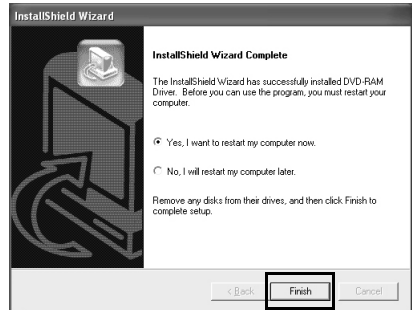 InstallShield Wizard
InstallShield Wizard Complete
The InstallShield Wizard has successfully installed DVD-RAM
Driver. Before you can use the program, you must restart your
computer.
Yes, I want to restart my computer now.
No, I will restart my computer later.
Remove any disks from their drives, and then click Finish to
complete setup.
< Back
Finish
Cancel